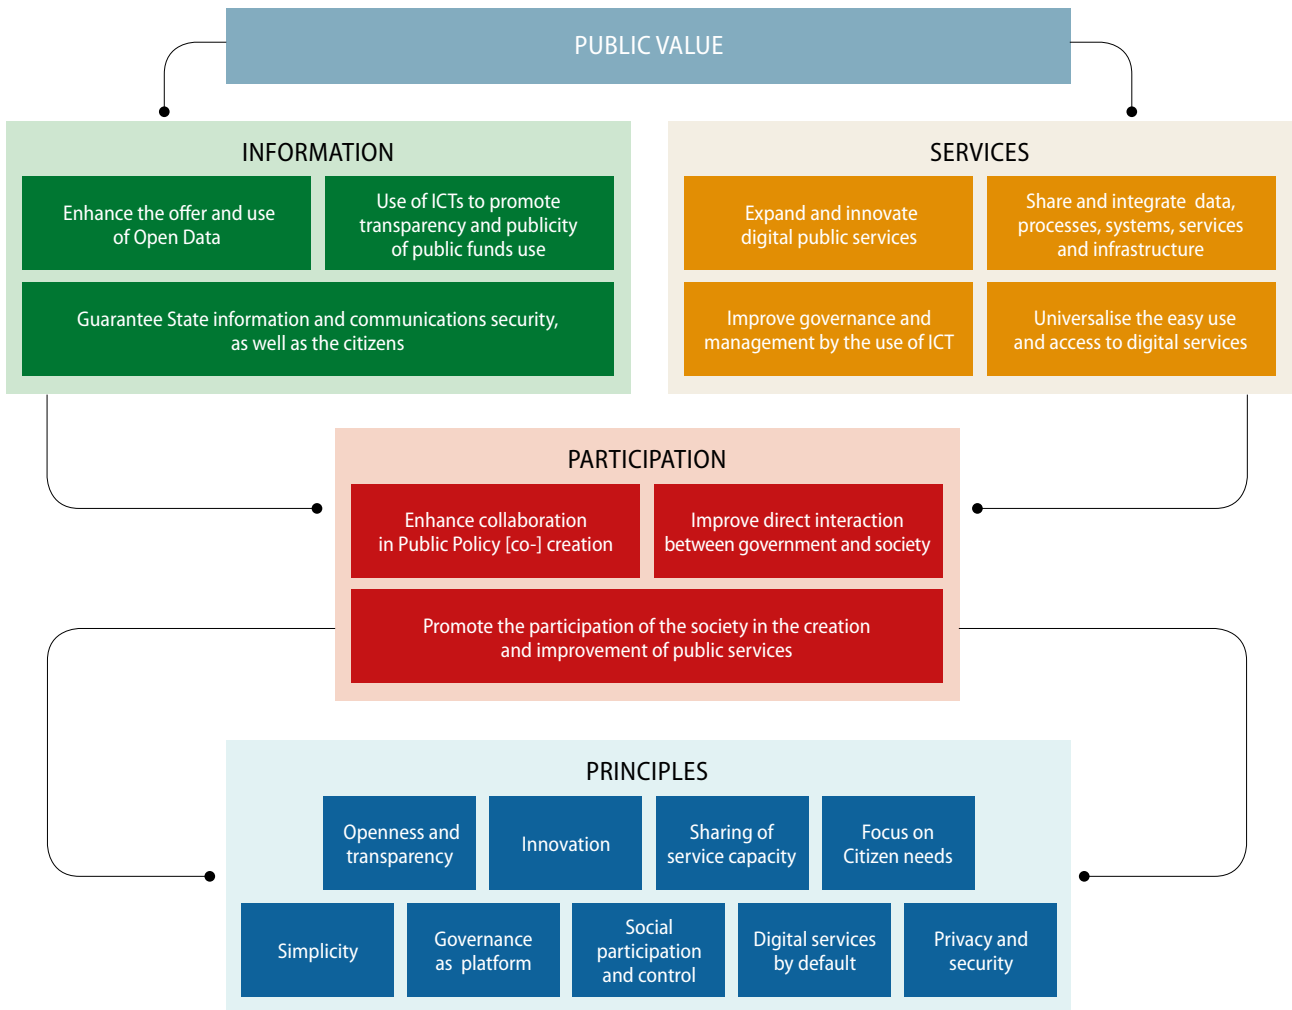 PUBLIC VALUE
INFORMATION
Enhance the offer and use
of Open Data
Use of ICTs to promote
transparency and publicity
of public funds use
Guarantee State information and communications security,
as well as the citizens
SERVICES
Expand and innovate
digital public services
Share and integrate data,
processes, systems, services
and infrastructure
Improve governance and
management by the use of ICT
Universalise the easy use
and access to digital services
PARTICIPATION
Enhance collaboration
in Public Policy [co-] creation
Improve direct interaction
between government and society
Promote the participation of the society in the creation
and improvement of public services
PRINCIPLES
Openness and
transparency
Innovation
Sharing of
service capacity
Focus on
Citizen needs
Simplicity
Governance
as platform
Social
participation
and control
Digital services
by default
Privacy and
security